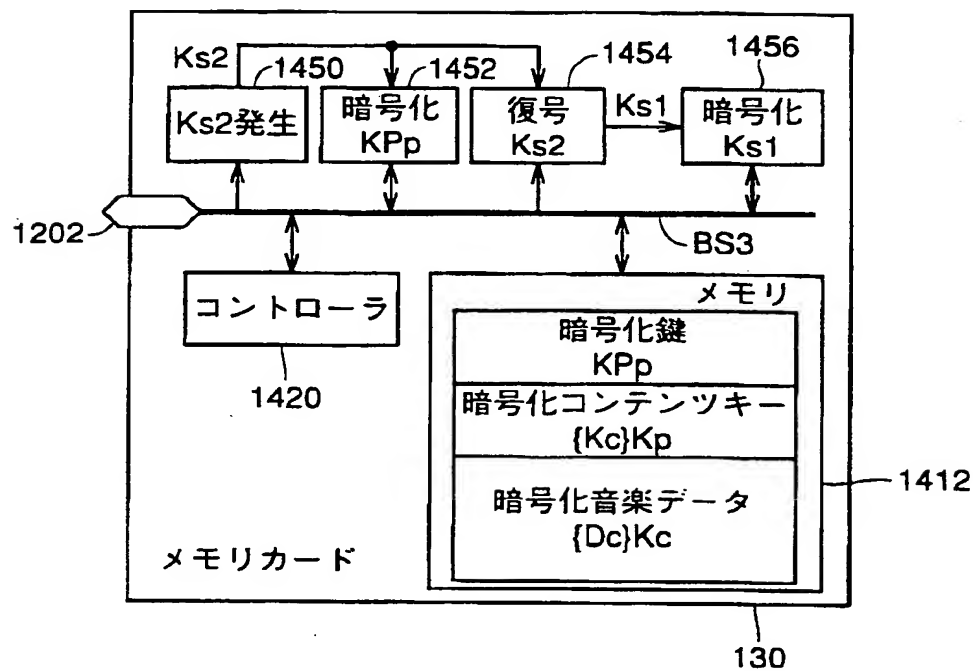 Ks2
1450
1452
1454
1456
Ks2発生
暗号化
KPp
復号
Ks2
Ks1
暗号化
Ks1
1202
BS3
コントローラ
1420
メモリ
暗号化鍵
KPp
暗号化コンテンツキー
{Kc}Kp
暗号化音楽データ
{Dc}Kc
1412
メモリカード
130